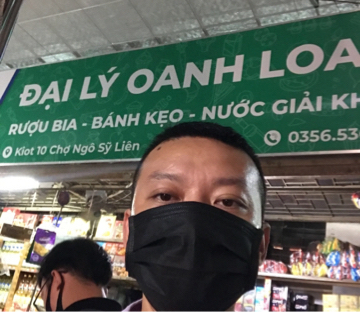 ĐẠI LÝ OANH LOA
RƯỢU BIA - BÁNH KẸO - NƯỚC GIẢI KH
Kiot 10 Chợ Ngô Sỹ Liên 0356.53